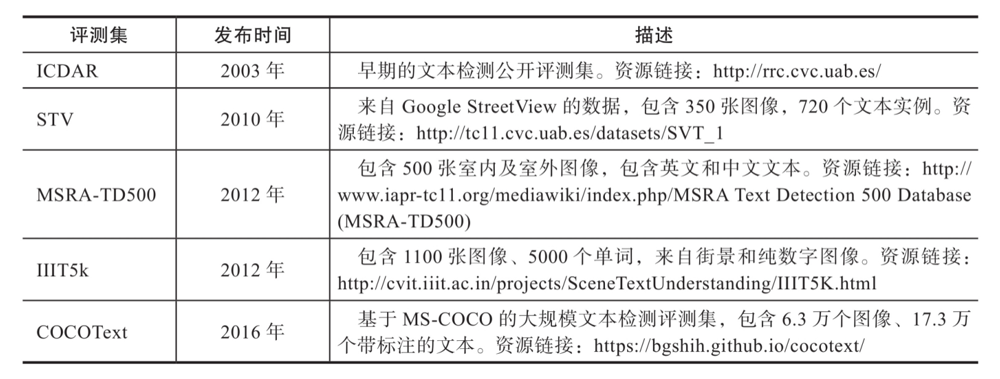 评测集 发布时间 描述
ICDAR 2003 年 早期的文本检测公开评测集。资源链接：http://rrc.cvc.uab.es/
STV 2010 年 来自 Google StreetView 的数据，包含 350 张图像，720 个文本实例。资
源链接：http://tc11.cvc.uab.es/datasets/SVT_1
MSRA-TD500 2012 年 包含 500 张室内及室外图像，包含英文和中文文本。资源链接：http://
www.iapr-tc11.org/mediawiki/index.php/MSRA Text Detection 500 Database
(MSRA-TD500)
IIIT5k 2012 年 包含 1100 张图像、5000 个单词，来自街景和纯数字图像。资源链接：
http://cvit.iiit.ac.in/projects/SceneTextUnderstanding/IIIT5K.html
COCOText 2016 年 基于 MS-COCO 的大规模文本检测评测集，包含 6.3 万个图像、17.3 万
个带标注的文本。资源链接：https://bgshih.github.io/cocotext/